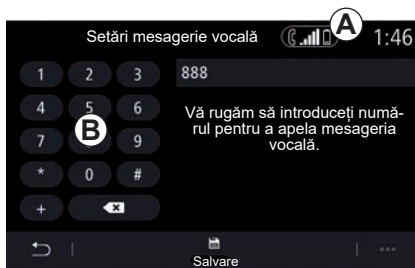 Setări mesagerie vocală
A
1:46
1 2 3
888
4 5 6
Vă rugăm să introduceți numă-
rul pentru a apela mesageria
vocală.
7 B 9
* 0 #
+
Salvare